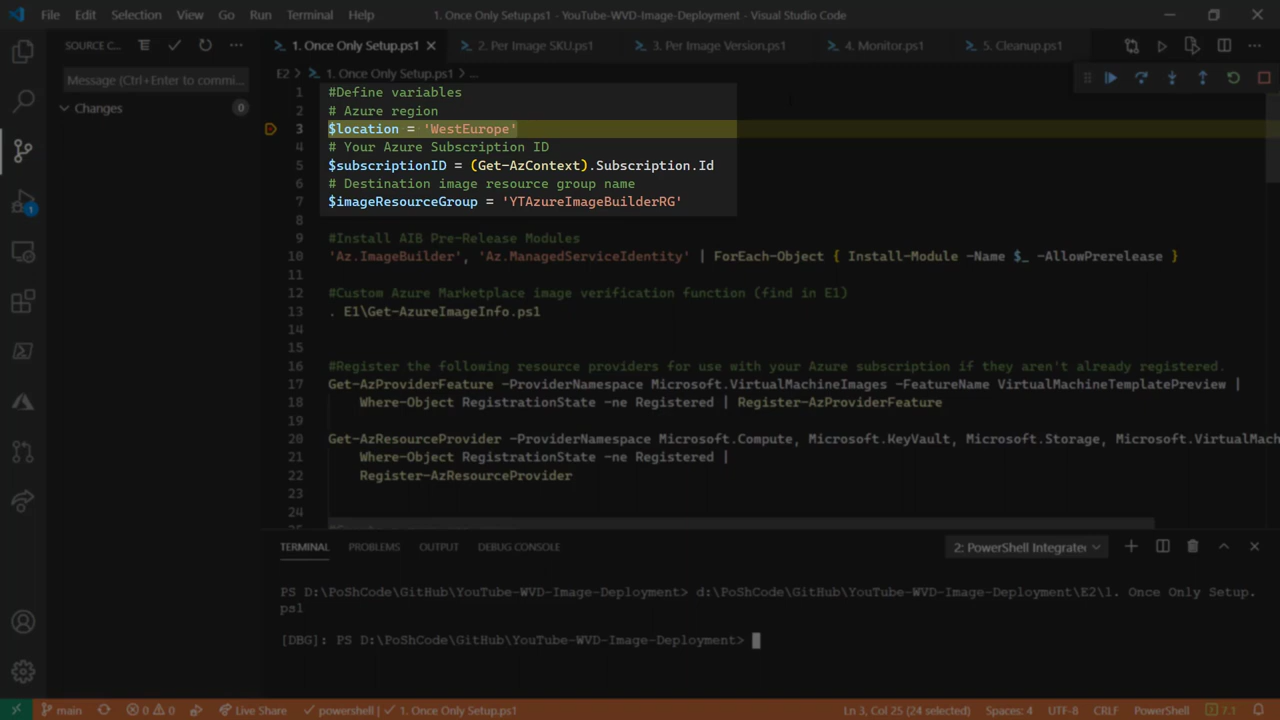 File Edit Selection View Go Run Terminal Help
1. Once Only Setup.ps1 - YouTube-WVD-Image-Deployment - Visual Studio Code
SOURCE C...
1. Once Only Setup.ps1
2. Per Image SKU.ps1
3. Per Image Version.ps1
4. Monitor.ps1
5. Cleanup.ps1
Message (Ctrl+Enter to commi...
Changes 0
1
E2 > 1. Once Only Setup.ps1 > ...
1 #Define variables
2 # Azure region
3 $location = 'WestEurope'
4 # Your Azure Subscription ID
5 $subscriptionID = (Get-AzContext).Subscription.Id
6 # Destination image resource group name
7 $imageResourceGroup = 'YTAzureImageBuilderRG'
8
9 #Install AIB Pre-Release Modules
10 'Az.ImageBuilder', 'Az.ManagedServiceIdentity' | ForEach-Object { Install-Module -Name $_ -AllowPrerelease }
11
12 #Custom Azure Marketplace image verification function (find in E1)
13 . E1\Get-AzureImageInfo.ps1
14
15
16 #Register the following resource providers for use with your Azure subscription if they aren't already registered.
17 Get-AzProviderFeature -ProviderNamespace Microsoft.VirtualMachineImages -FeatureName VirtualMachineTemplatePreview |
18 Where-Object RegistrationState -ne Registered | Register-AzProviderFeature
19
20 Get-AzResourceProvider -ProviderNamespace Microsoft.Compute, Microsoft.KeyVault, Microsoft.Storage, Microsoft.VirtualMach
21 Where-Object RegistrationState -ne Registered |
22 Register-AzResourceProvider
23
24
TERMINAL PROBLEMS OUTPUT DEBUG CONSOLE
2: PowerShell Integrate
PS D:\PoShCode\GitHub\YouTube-WVD-Image-Deployment> d:\PoShCode\GitHub\YouTube-WVD-Image-Deployment\E2\1. Once Only Setup.
ps1
[DBG]: PS D:\PoShCode\GitHub\YouTube-WVD-Image-Deployment>
main 0 0 Live Share powershell | 1. Once Only Setup.ps1 Ln 3, Col 25 (24 selected) Spaces: 4 UTF-8 CRLF PowerShell 7.1